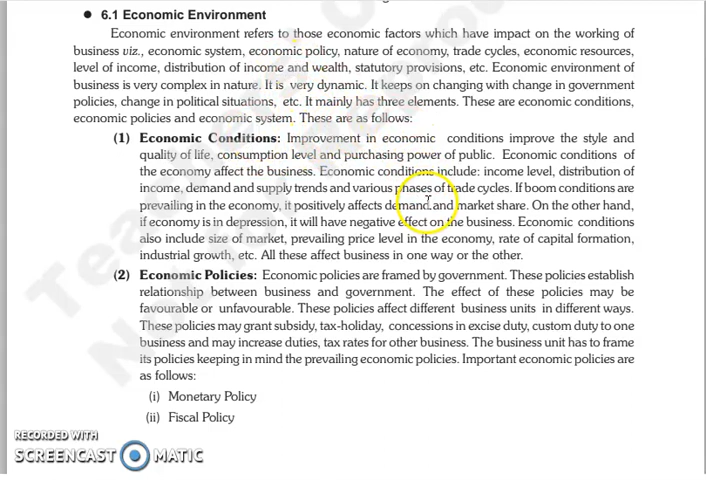 ● 6.1 Economic Environment
Economic environment refers to those economic factors which have impact on the working of
business viz., economic system, economic policy, nature of economy, trade cycles, economic resources,
level of income, distribution of income and wealth, statutory provisions, etc. Economic environment of
business is very complex in nature. It is very dynamic. It keeps on changing with change in government
policies, change in political situations, etc. It mainly has three elements. These are economic conditions,
economic policies and economic system. These are as follows:
(1) Economic Conditions: Improvement in economic conditions improve the style and
quality of life, consumption level and purchasing power of public. Economic conditions of
the economy affect the business. Economic conditions include: income level, distribution of
income, demand and supply trends and various phases of trade cycles. If boom conditions are
prevailing in the economy, it positively affects demand and market share. On the other hand,
if economy is in depression, it will have negative effect on the business. Economic conditions
also include size of market, prevailing price level in the economy, rate of capital formation,
industrial growth, etc. All these affect business in one way or the other.
(2) Economic Policies: Economic policies are framed by government. These policies establish
relationship between business and government. The effect of these policies may be
favourable or unfavourable. These policies affect different business units in different ways.
These policies may grant subsidy, tax-holiday, concessions in excise duty, custom duty to one
business and may increase duties, tax rates for other business. The business unit has to frame
its policies keeping in mind the prevailing economic policies. Important economic policies are
as follows:
(i) Monetary Policy
(ii) Fiscal Policy
RECORDED WITH
SCREENCAST MATIC